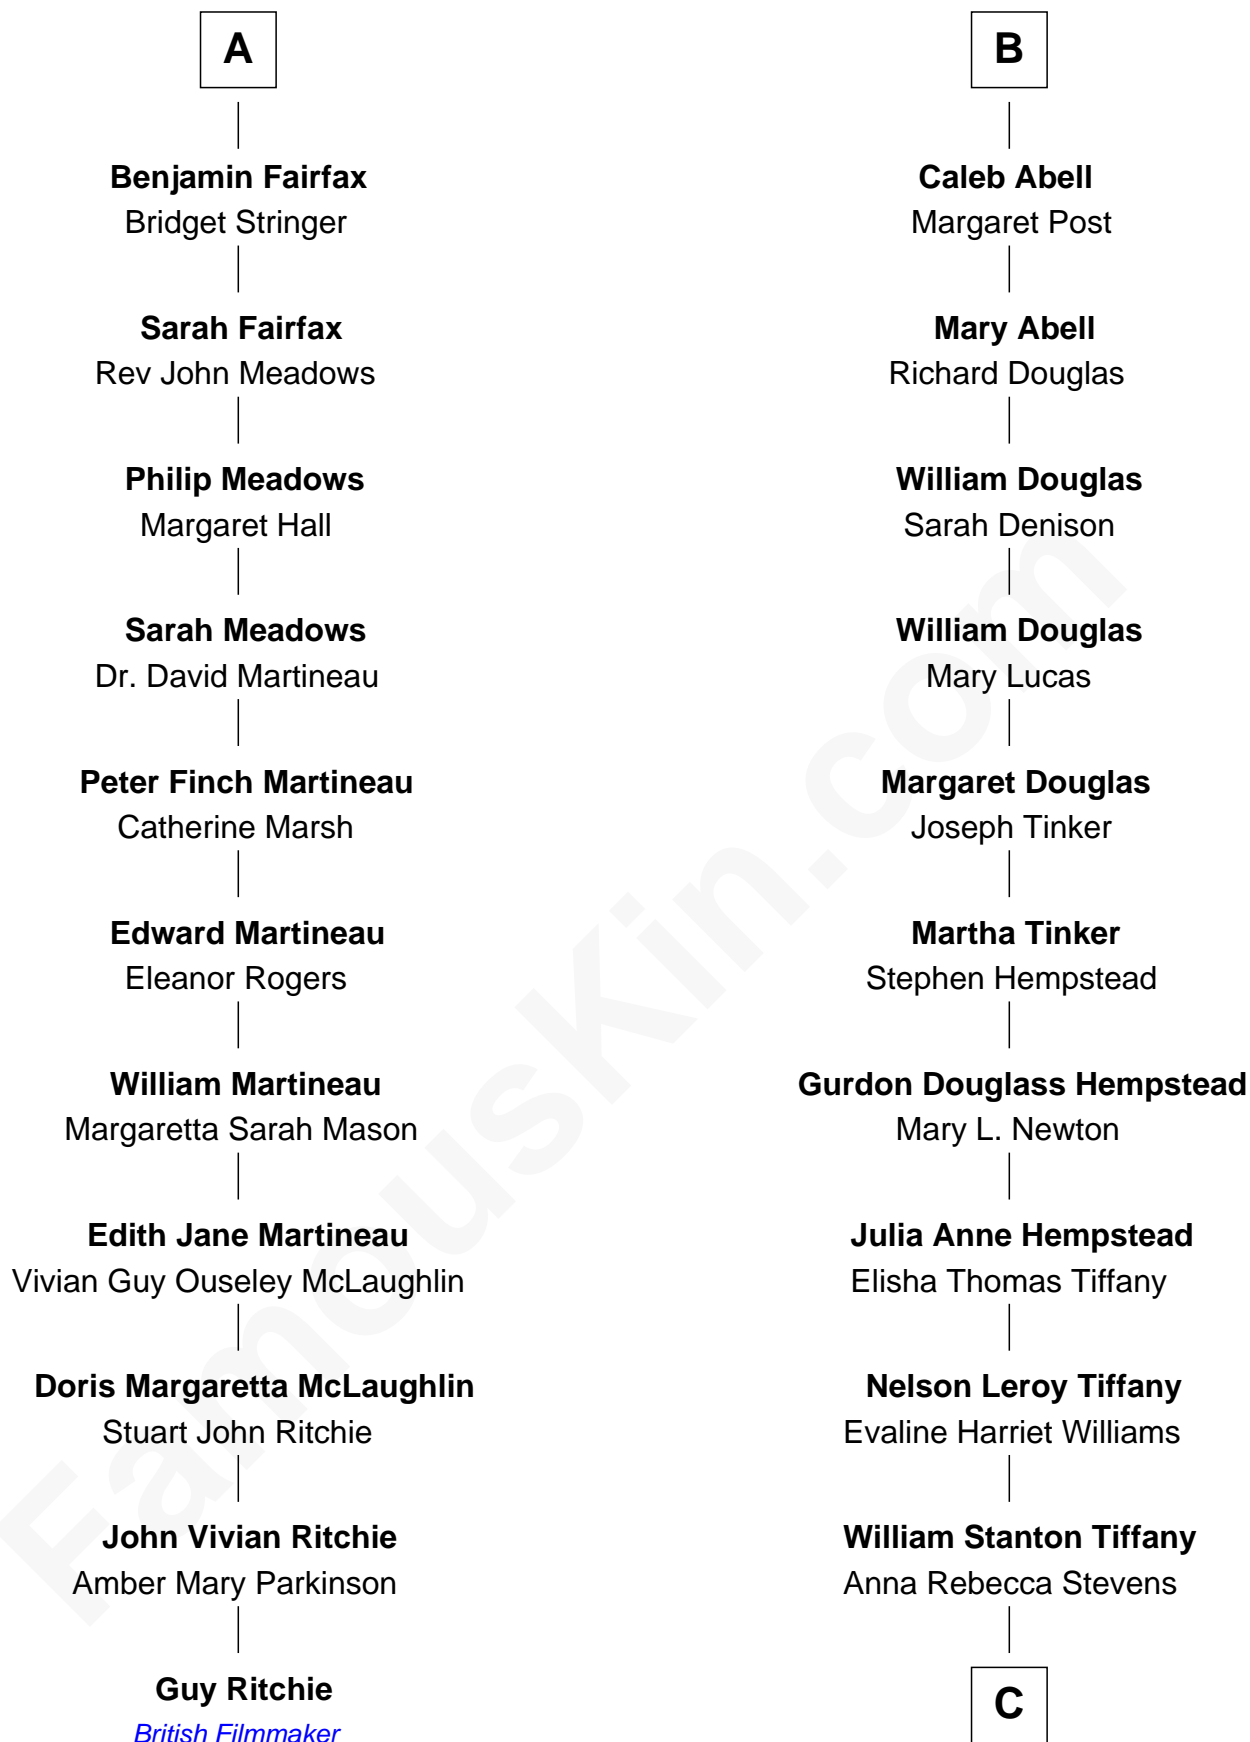 A
Benjamin Fairfax
Bridget Stringer
Sarah Fairfax
Rev John Meadows
Philip Meadows
Margaret Hall
Sarah Meadows
Dr. David Martineau
Peter Finch Martineau
Catherine Marsh
Edward Martineau
Eleanor Rogers
William Martineau
Margaretta Sarah Mason
Edith Jane Martineau
Vivian Guy Ouseley McLaughlin
Doris Margaretta McLaughlin
Stuart John Ritchie
John Vivian Ritchie
Amber Mary Parkinson
Guy Ritchie
British Filmmaker
B
Caleb Abell
Margaret Post
Mary Abell
Richard Douglas
William Douglas
Sarah Denison
William Douglas
Mary Lucas
Margaret Douglas
Joseph Tinker
Martha Tinker
Stephen Hempstead
Gurdon Douglass Hempstead
Mary L. Newton
Julia Anne Hempstead
Elisha Thomas Tiffany
Nelson Leroy Tiffany
Evaline Harriet Williams
William Stanton Tiffany
Anna Rebecca Stevens
C
FamousKin.com